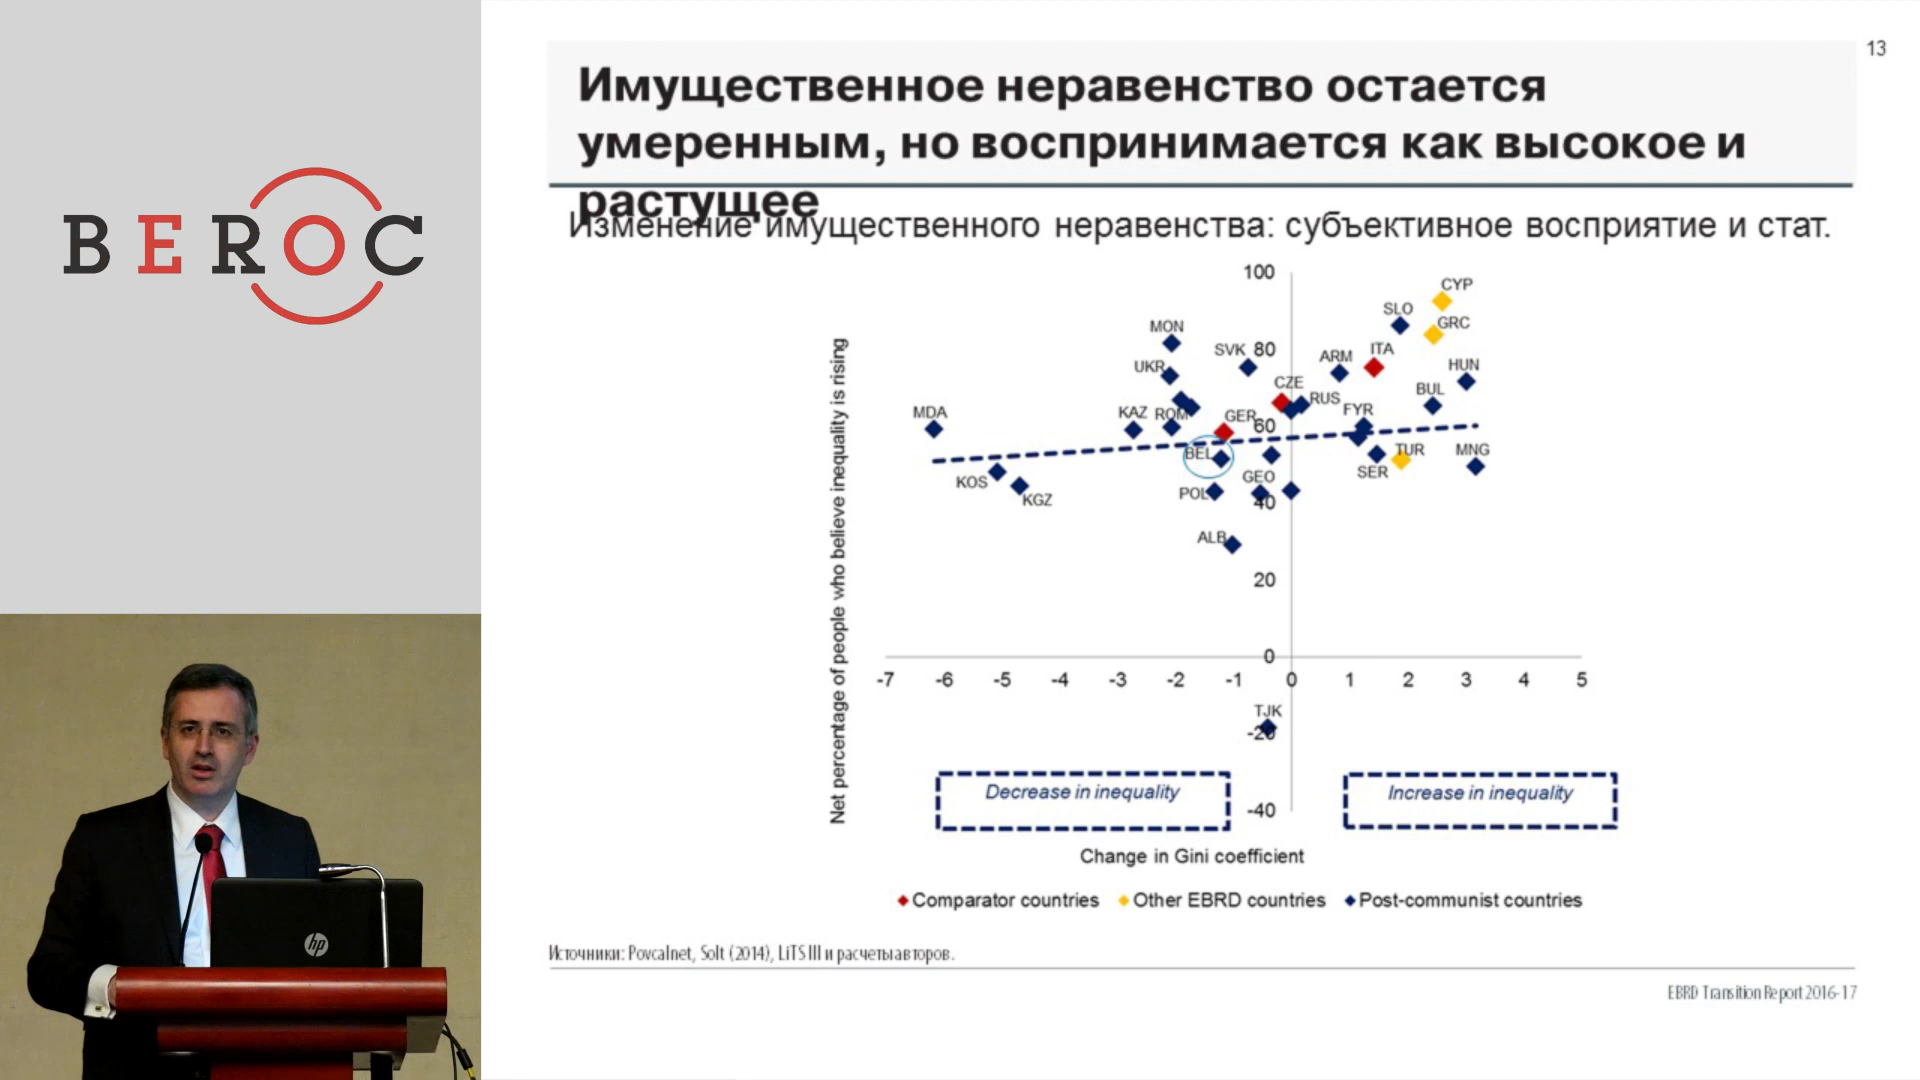 BEROC
13
Имущественное неравенство остается
умеренным, но воспринимается как высокое и
растущее
Изменение имущественного неравенства: субъективное восприятие и стат.
Net percentage of people who believe inequality is rising
100
80
60
40
20
0
-20
-40
-7 -6 -5 -4 -3 -2 -1 0 1 2 3 4 5
CYP
SLO
GRC
MON
SVK
ARM
ITA
UKR
HUN
CZE
BUL
RUS
MDA
KAZ
ROM
GER
FYR
BEL
TUR
MNG
SER
KOS
GEO
POL
KGZ
ALB
TJK
Decrease in inequality
Increase in inequality
Change in Gini coefficient
Comparator countries Other EBRD countries Post-communist countries
Источники: Povcalnet, Solt (2014), LiTS III и расчеты авторов.
EBRD Transition Report 2016-17
hp